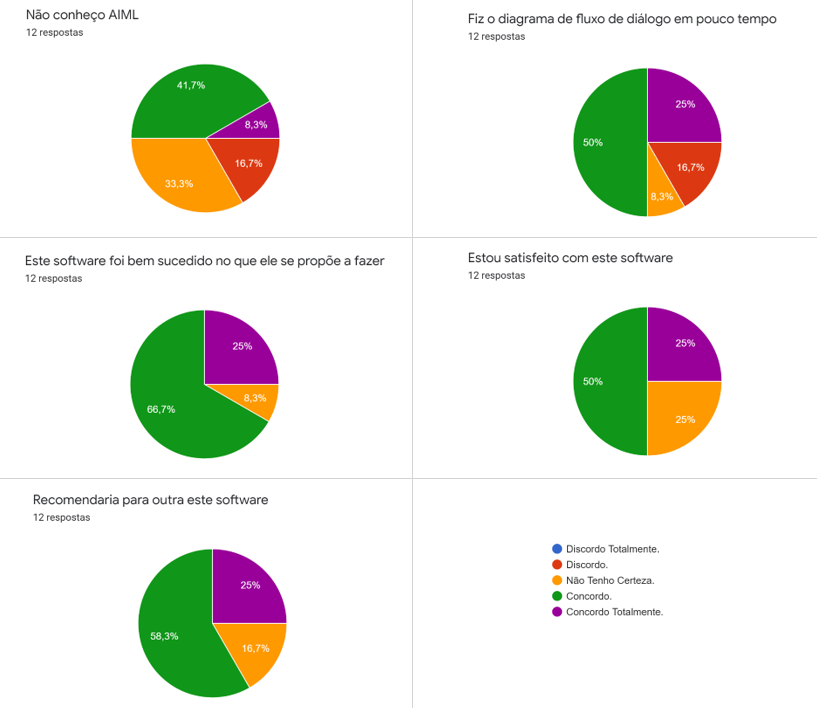 Não conheço AIML
12 respostas
41,7%
8,3%
16,7%
33,3%
Fiz o diagrama de fluxo de diálogo em pouco tempo
12 respostas
25%
50%
16,7%
8,3%
Este software foi bem sucedido no que ele se propõe a fazer
12 respostas
25%
8,3%
66,7%
Estou satisfeito com este software
12 respostas
25%
50%
25%
Recomendaria para outra este software
12 respostas
25%
58,3%
16,7%
Discordo Totalmente.
Discordo.
Não Tenho Certeza.
Concordo.
Concordo Totalmente.